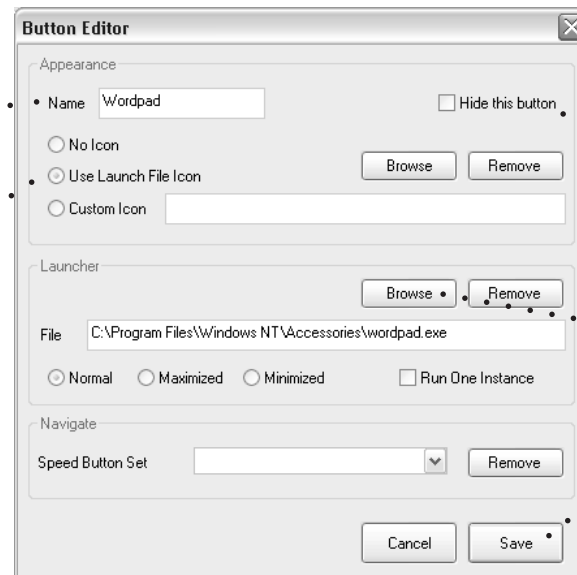 Button Editor
Appearance
Name Wordpad Hide this button
No Icon
Use Launch File Icon Browse Remove
Custom Icon
Launcher
Browse Remove
File C:\Program Files\Windows NT\Accessories\wordpad.exe
Normal Maximized Minimized Run One Instance
Navigate
Speed Button Set Remove
Cancel Save